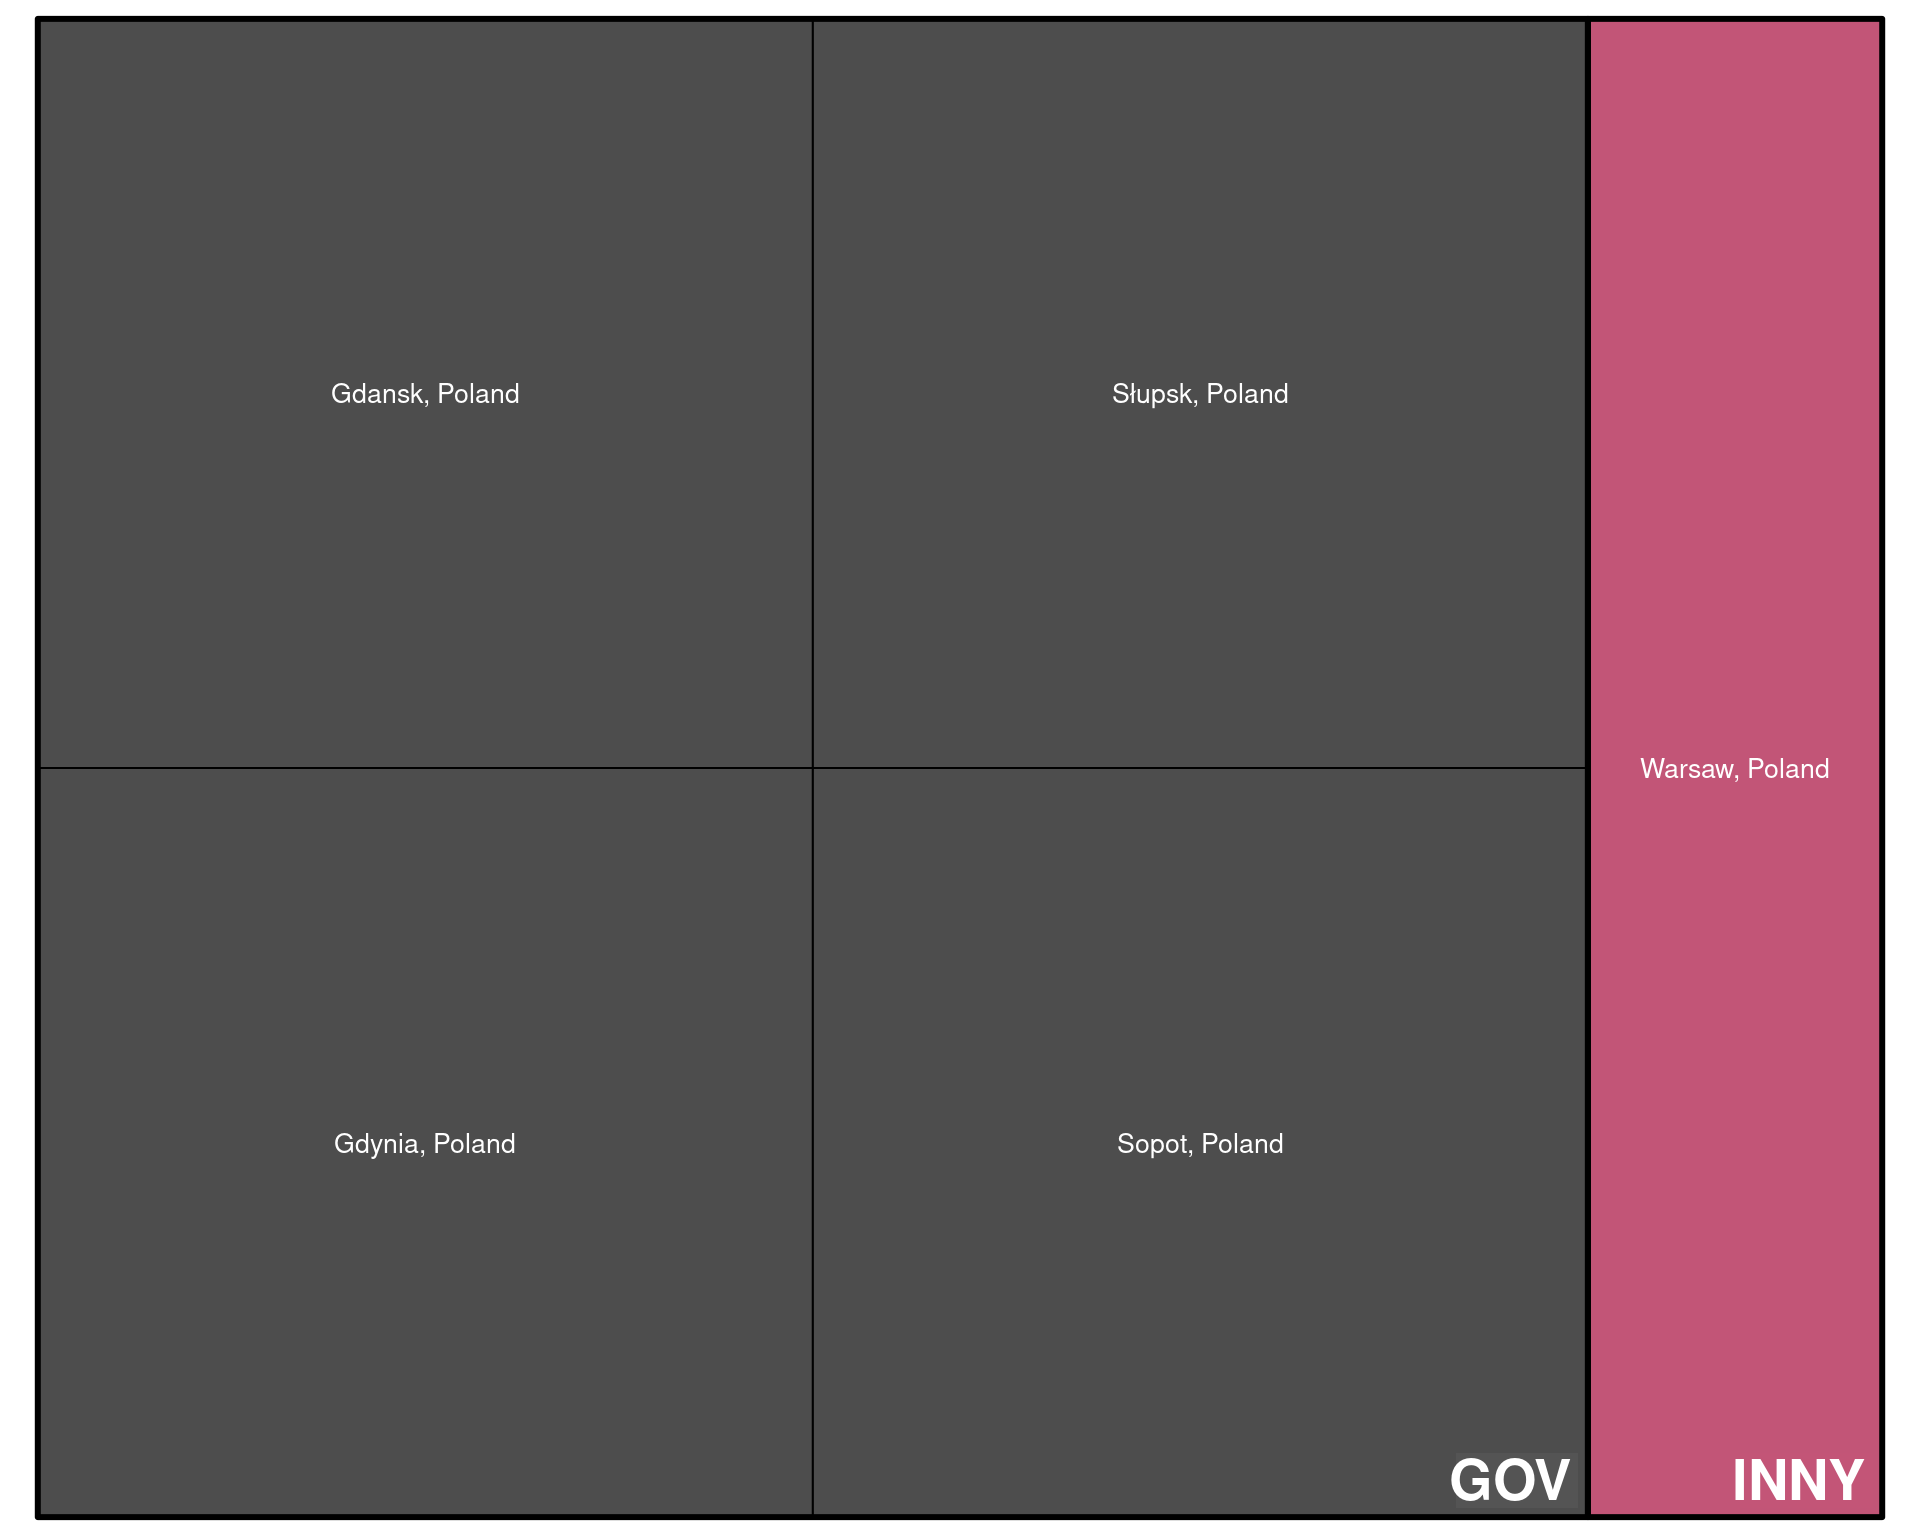 Gdansk, Poland
Słupsk, Poland
Warsaw, Poland
Gdynia, Poland
Sopot, Poland
GOV
INNY